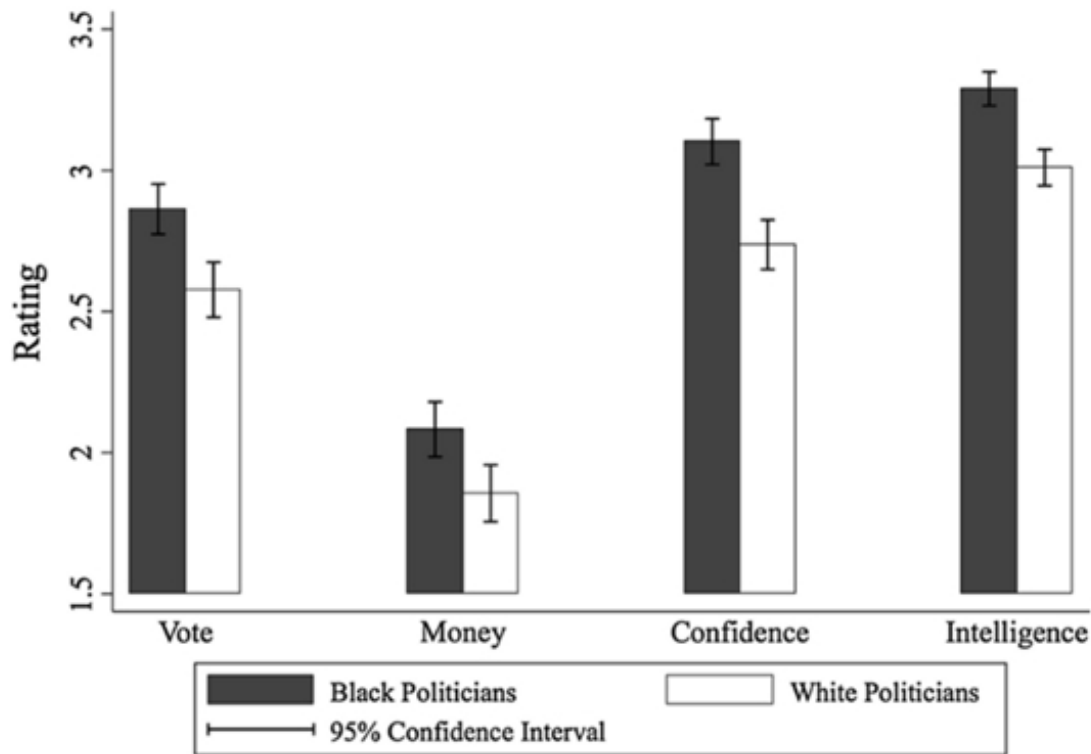 3.5
3
2.5
2
1.5
Rating
Vote Money Confidence Intelligence
Black Politicians White Politicians
95% Confidence Interval